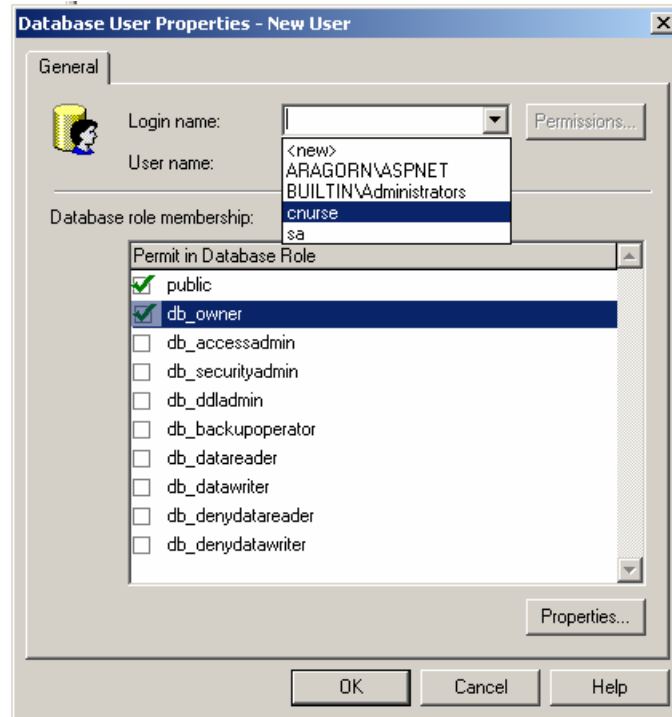 Database User Properties - New User
General
Login name:
Permissions...
<new>
User name:
ARAGORN\ASPNET
BUILTIN\Administrators
cnurse
sa
Database role membership:
Permit in Database Role
public
db_owner
db_accessadmin
db_securityadmin
db_ddladmin
db_backupoperator
db_datareader
db_datawriter
db_denydatareader
db_denydatawriter
Properties...
OK
Cancel
Help